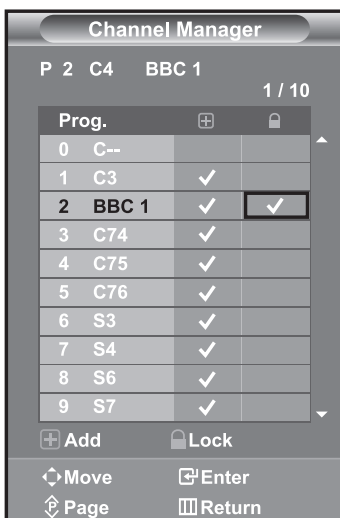 Channel Manager
P 2 C4 BBC 1
1 / 10
Prog.
0 C--
1 C3
2 BBC 1
3 C74
4 C75
5 C76
6 S3
7 S4
8 S6
9 S7
Add Lock
Move Enter
Page Return